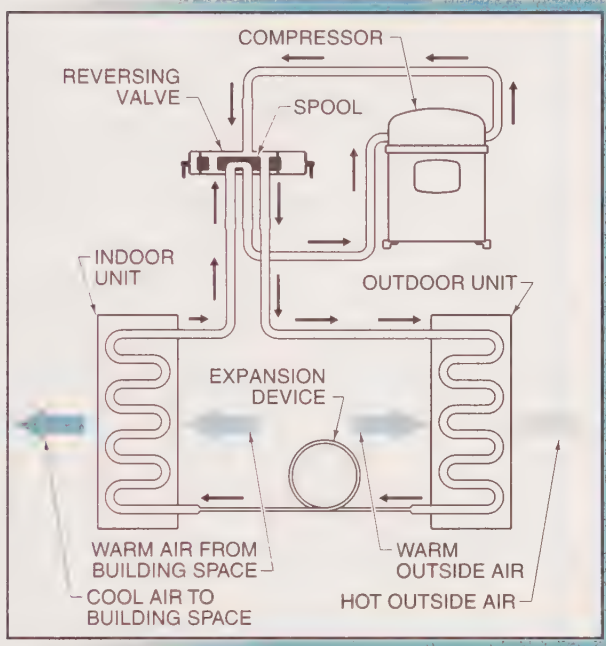 COMPRESSOR
REVERSING
VALVE
SPOOL
INDOOR
UNIT
OUTDOOR UNIT
EXPANSION
DEVICE
WARM AIR FROM
BUILDING SPACE
WARM
OUTSIDE AIR
COOL AIR TO
BUILDING SPACE
HOT OUTSIDE AIR